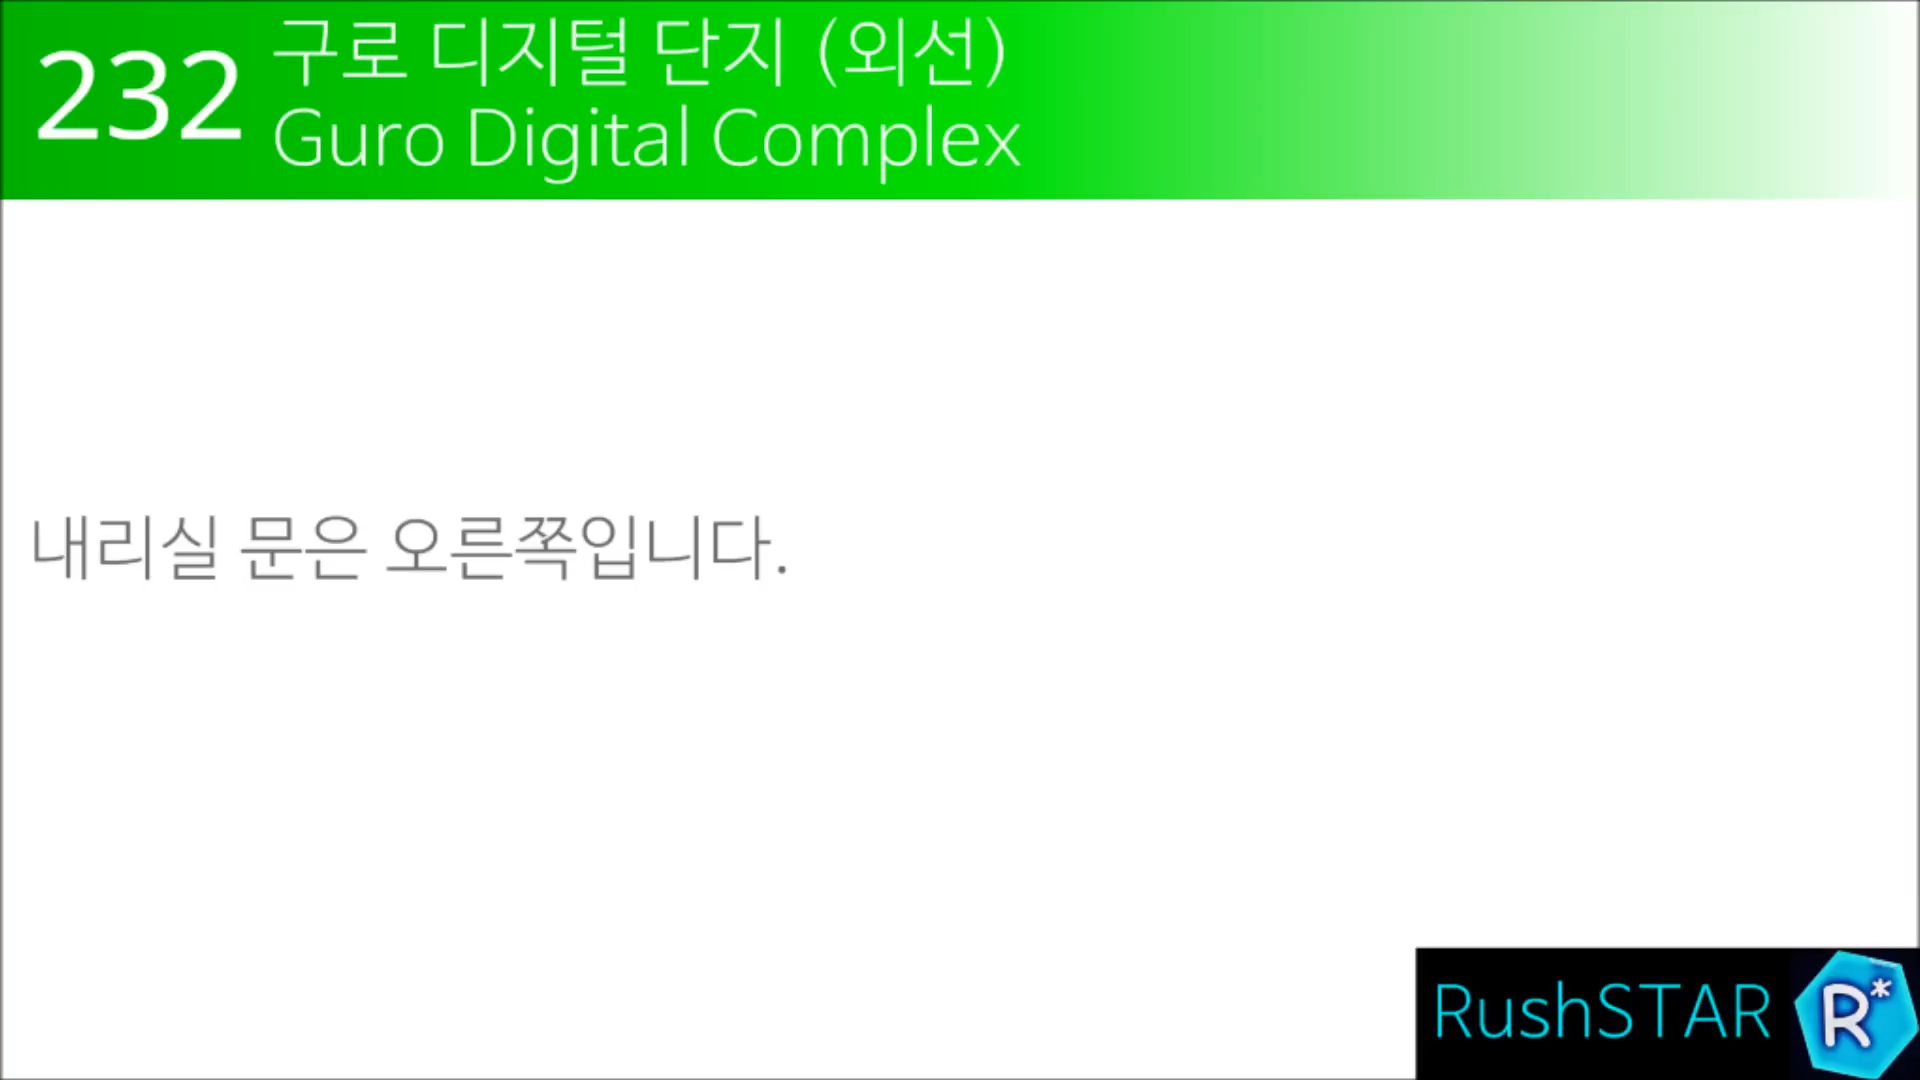 232
구로 디지털 단지 (외선)
Guro Digital Complex
내리실 문은 오른쪽입니다.
RushSTAR R*